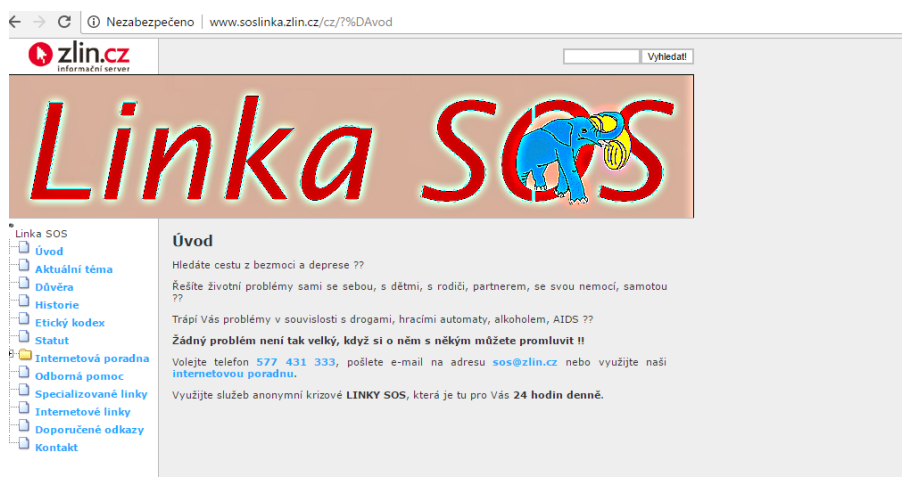 Nezabezpečeno | www.soslinka.zlin.cz/cz/?%DAvod
zlin.cz
informační server
Vyhledat!
Linka SOS
Linka SOS
Úvod
Aktuální téma
Důvěra
Historie
Etický kodex
Statut
Internetová poradna
Odborná pomoc
Specializované linky
Internetové linky
Doporučené odkazy
Kontakt
Úvod
Hledáte cestu z bezmoci a deprese ??
Řešíte životní problémy sami se sebou, s dětmi, s rodiči, partnerem, se svou nemocí, samotou
??
Trápí Vás problémy v souvislosti s drogami, hracími automaty, alkoholem, AIDS ??
Žádný problém není tak velký, když si o něm s někým můžete promluvit !!
Volejte telefon 577 431 333, pošlete e-mail na adresu sos@zlin.cz nebo využijte naši
internetovou poradnu.
Využijte služeb anonymní krizové LINKY SOS, která je tu pro Vás 24 hodin denně.